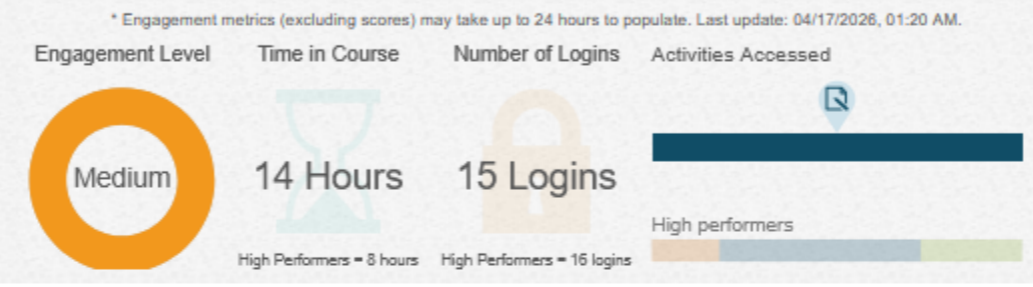 * Engagement metrics (excluding scores) may take up to 24 hours to populate. Last update: 04/17/2026, 01:20 AM.
Engagement Level
Time in Course
Number of Logins
Activities Accessed
Medium
14 Hours
15 Logins
High performers
High Performers = 8 hours
High Performers = 16 logins